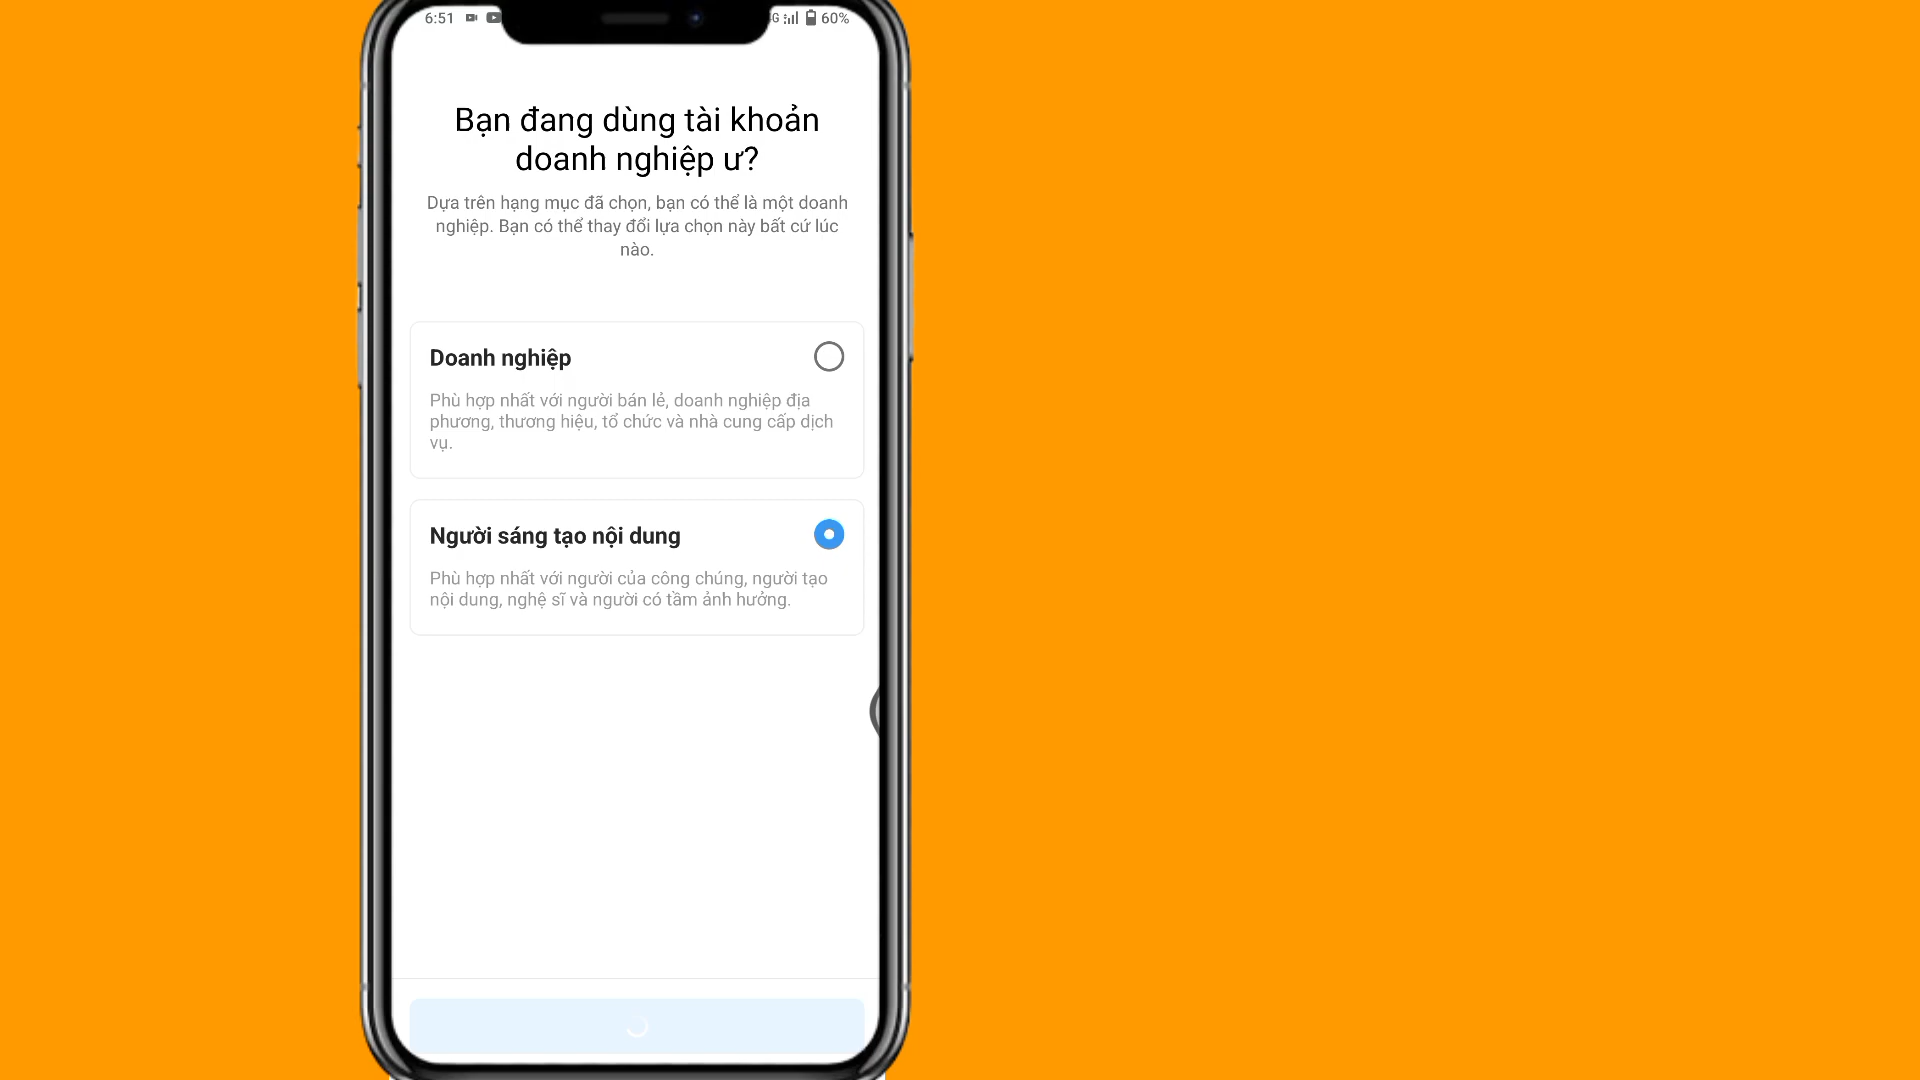 6:51
G 60%
Bạn đang dùng tài khoản
doanh nghiệp ư?
Dựa trên hạng mục đã chọn, bạn có thể là một doanh
nghiệp. Bạn có thể thay đổi lựa chọn này bất cứ lúc
nào.
Doanh nghiệp
Phù hợp nhất với người bán lẻ, doanh nghiệp địa
phương, thương hiệu, tổ chức và nhà cung cấp dịch
vụ.
Người sáng tạo nội dung
Phù hợp nhất với người của công chúng, người tạo
nội dung, nghệ sĩ và người có tầm ảnh hưởng.